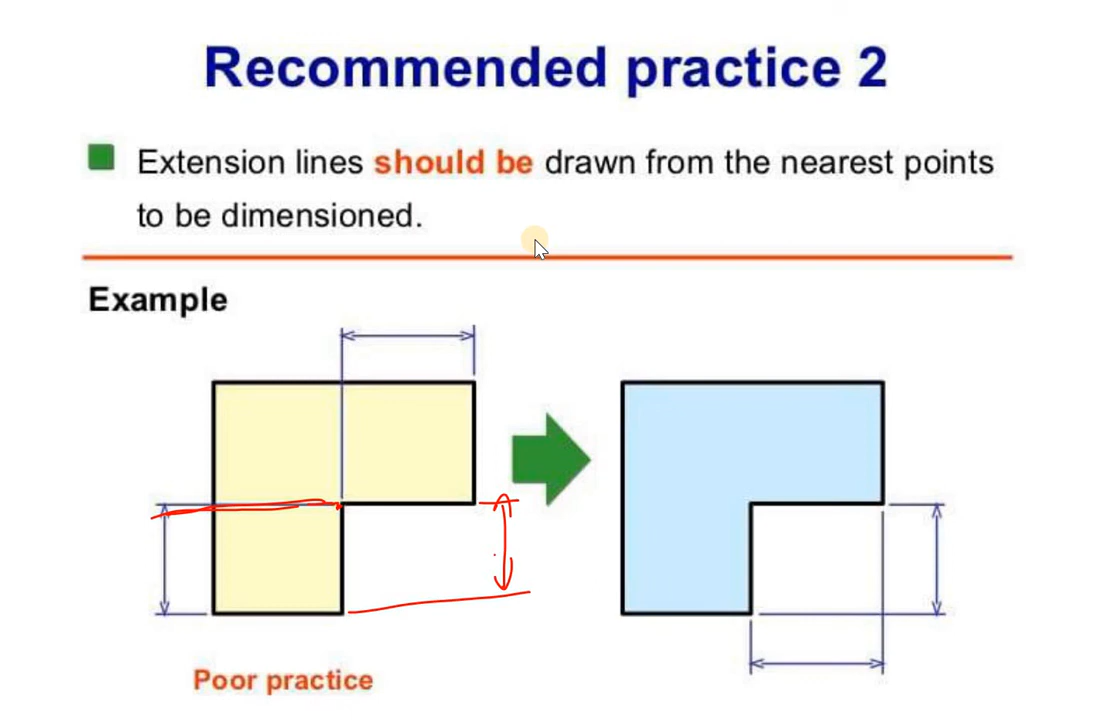 Recommended practice 2
Extension lines should be drawn from the nearest points
to be dimensioned.
Example
Poor practice